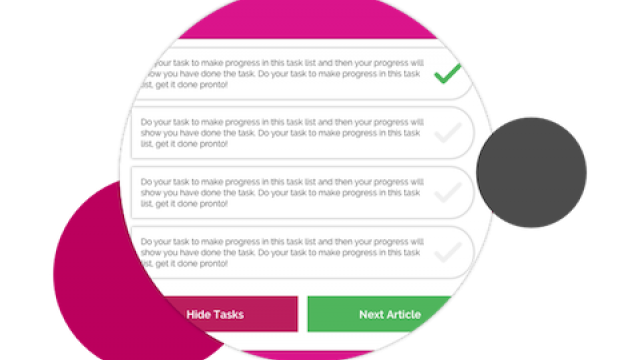 your task to make progress in this task list and then your progress will
show you have done the task. Do your task to make progress in this task
list, get it done pronto!
Do your task to make progress in this task list and then your progress will
show you have done the task. Do your task to make progress in this task
list, get it done pronto!
Do your task to make progress in this task list and then your progress will
show you have done the task. Do your task to make progress in this task
list, get it done pronto!
Do your task to make progress in this task list and then your progress will
show you have done the task. Do your task to make progress in this task
list, get it done pronto!
Hide Tasks
Next Article